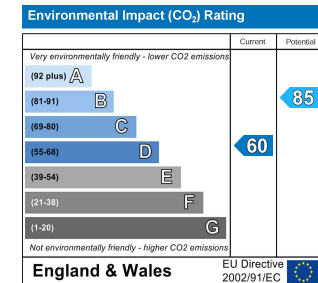 Environmental Impact (CO₂) Rating
Current Potential
Very environmentally friendly - lower CO2 emissions
(92 plus) A
(81-91) B
85
(69-80) C
(55-68) D
60
(39-54) E
(21-38) F
(1-20) G
Not environmentally friendly - higher CO2 emissions
England & Wales
EU Directive
2002/91/EC